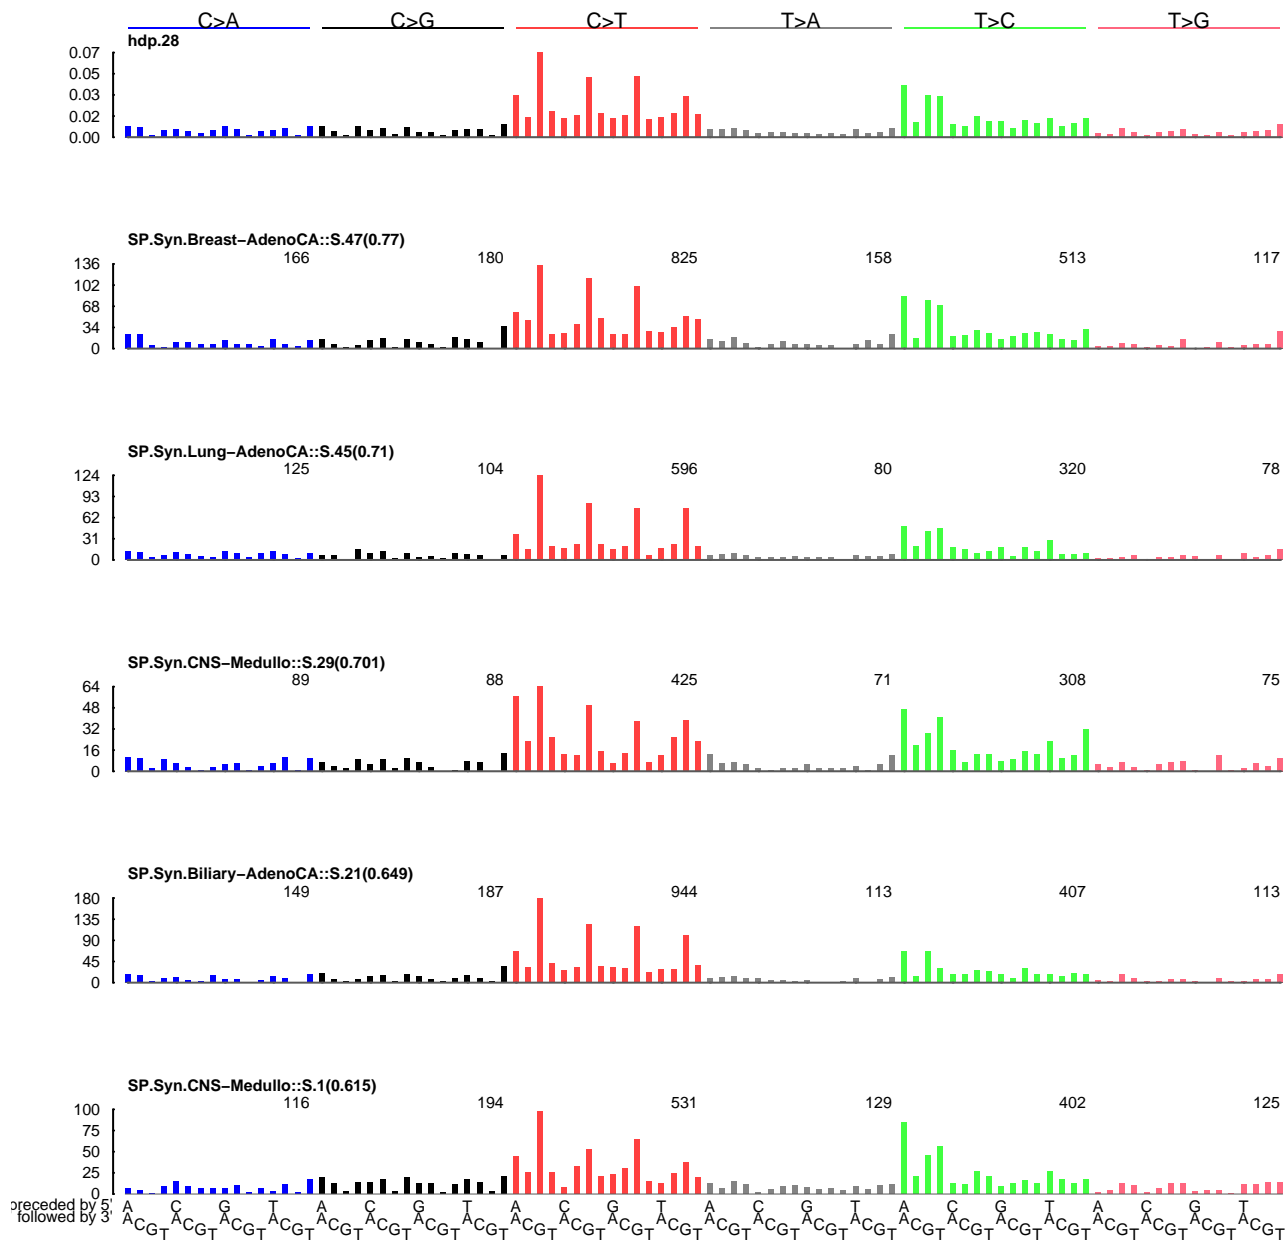 C>A C>G C>T T>A T>C T>G
hdp.28
0.07
0.05
0.03
0.02
0.00
SP.Syn.Breast−AdenoCA::S.47(0.77)
166 180 825 158 513 117
136
102
68
34
0
SP.Syn.Lung−AdenoCA::S.45(0.71)
125 104 596 80 320 78
124
93
62
31
0
SP.Syn.CNS−Medullo::S.29(0.701)
89 88 425 71 308 75
64
48
32
16
0
SP.Syn.Biliary−AdenoCA::S.21(0.649)
149 187 944 113 407 113
180
135
90
45
0
SP.Syn.CNS−Medullo::S.1(0.615)
116 194 531 129 402 125
100
75
50
25
0
preceded by 5' A C G T A C G T A C G T A C G T A C G T A C G T
followed by 3' A C G T A C G T A C G T A C G T A C G T A C G T A C G T A C G T A C G T A C G T A C G T A C G T A C G T A C G T A C G T A C G T A C G T A C G T A C G T A C G T A C G T A C G T A C G T A C G T